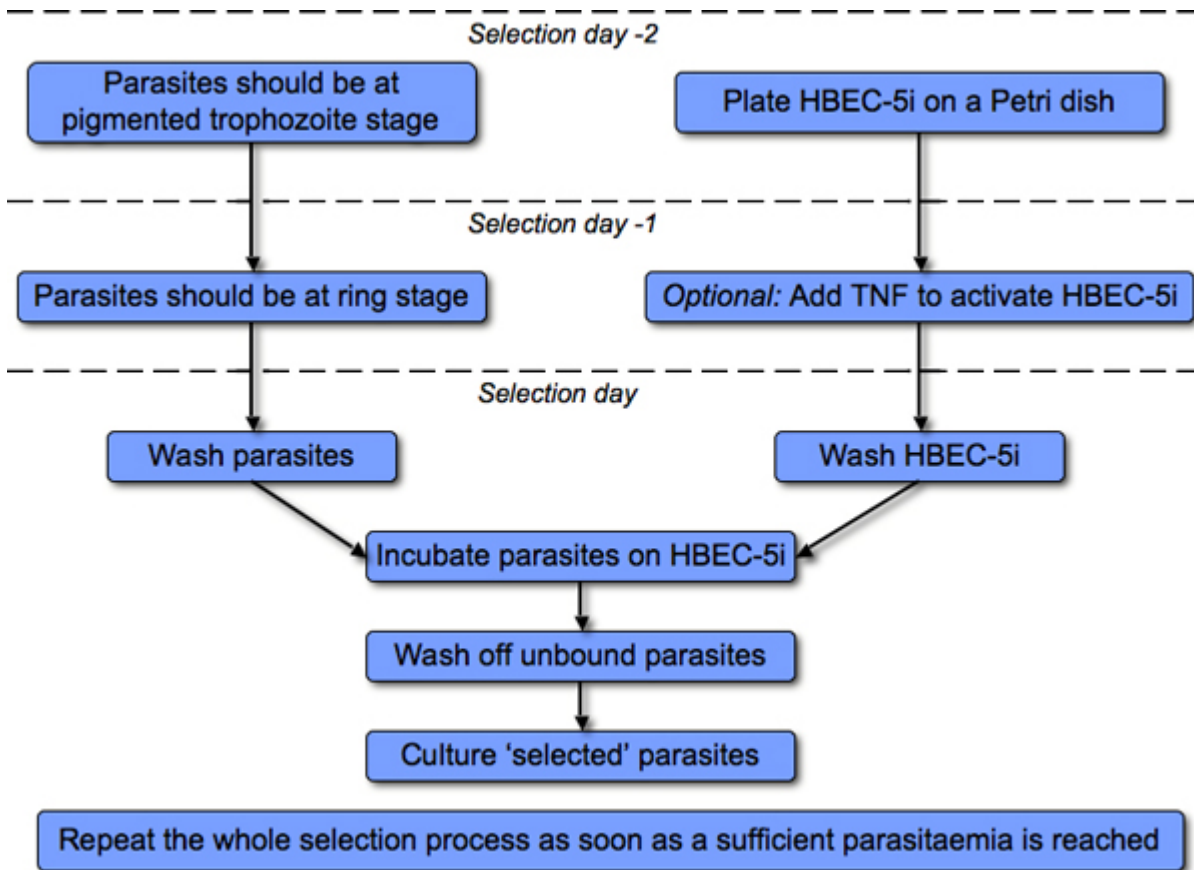 Selection day -2
Parasites should be at
pigmented trophozoite stage
Plate HBEC-5i on a Petri dish
Selection day -1
Parasites should be at ring stage
Optional: Add TNF to activate HBEC-5i
Selection day
Wash parasites
Wash HBEC-5i
Incubate parasites on HBEC-5i
Wash off unbound parasites
Culture ‘selected’ parasites
Repeat the whole selection process as soon as a sufficient parasitaemia is reached